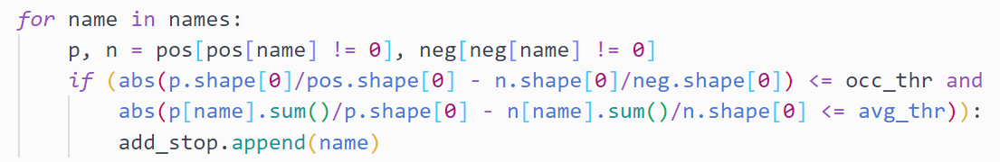 for name in names:
    p, n = pos[pos[name] != 0], neg[neg[name] != 0]
    if (abs(p.shape[0]/pos.shape[0] - n.shape[0]/neg.shape[0]) <= occ_thr and
        abs(p[name].sum()/p.shape[0] - n[name].sum()/n.shape[0] <= avg_thr)):
        add_stop.append(name)